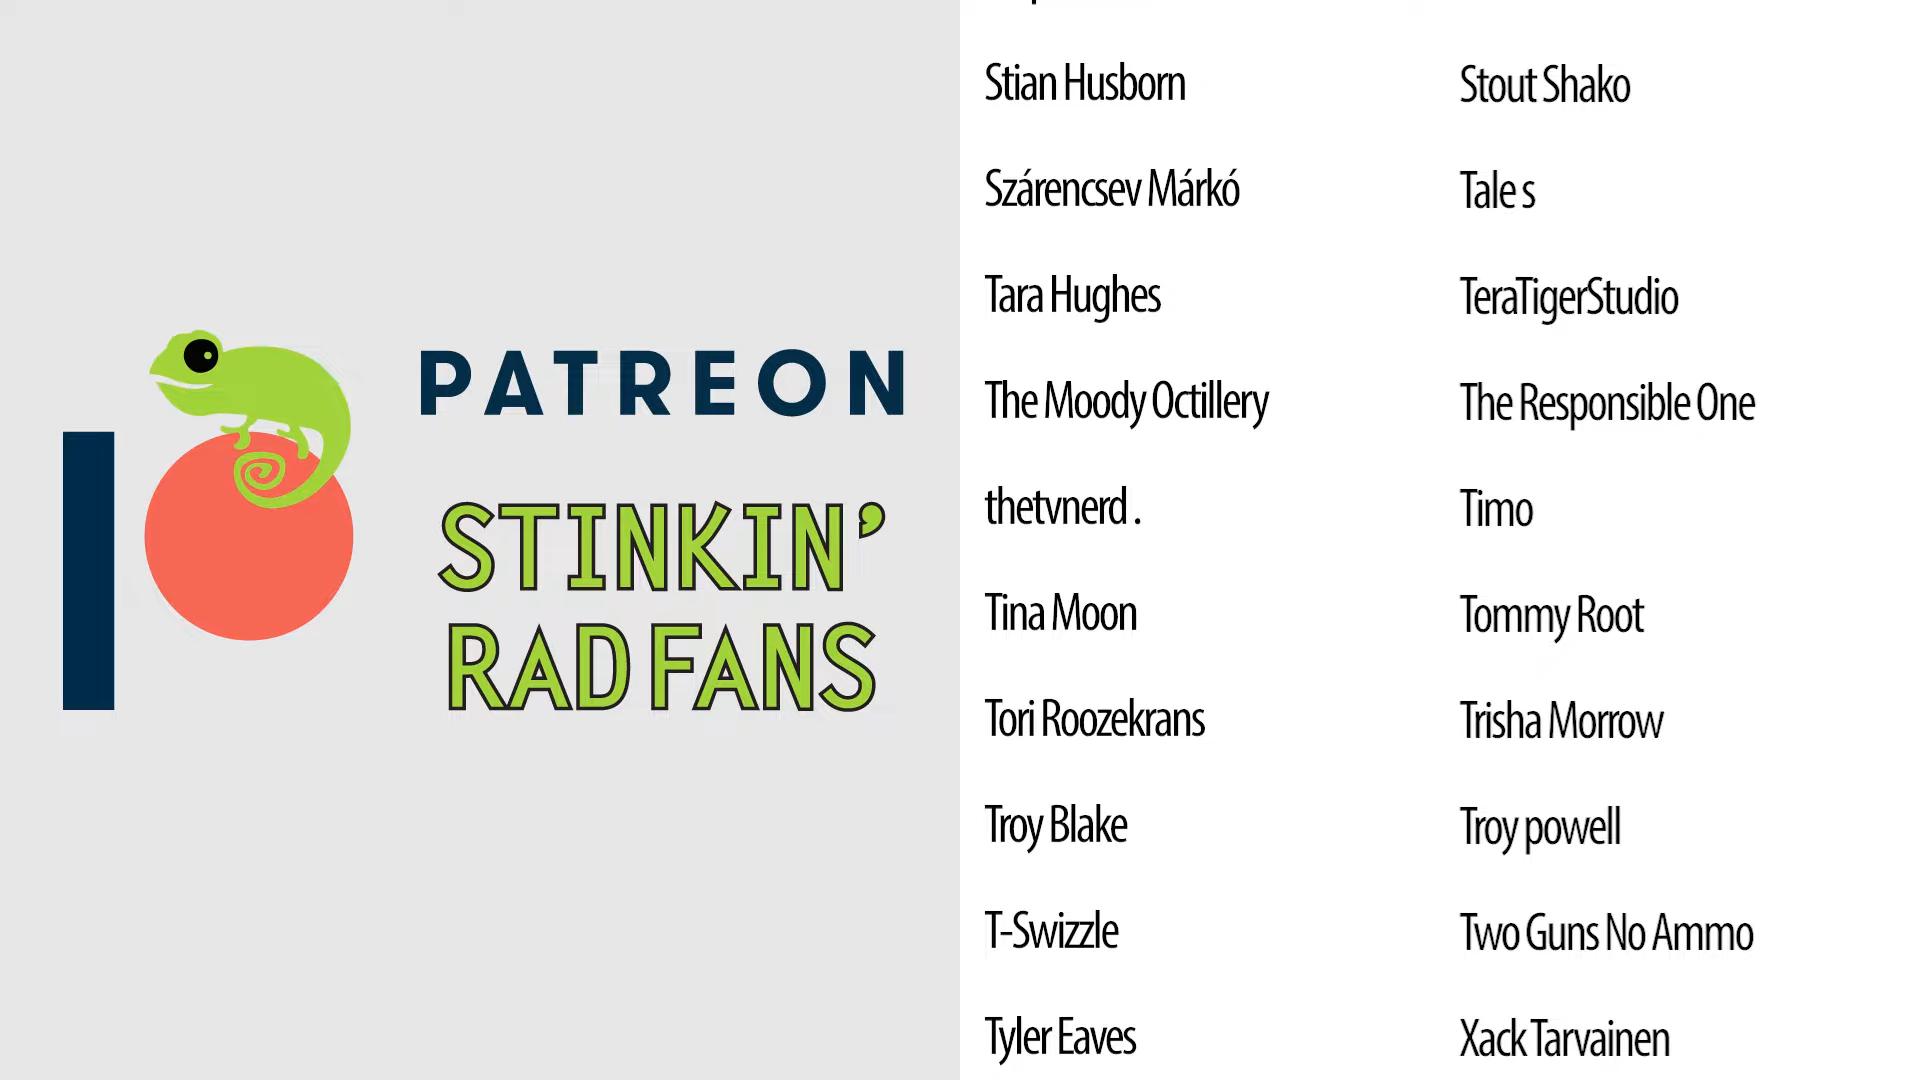 PATREON
STINKIN'
RAD FANS
Stian Husborn
Stout Shako
Szárencsev Márkó
Tale s
Tara Hughes
TeraTigerStudio
The Moody Octillery
The Responsible One
thetvnerd .
Timo
Tina Moon
Tommy Root
Tori Roozekrans
Trisha Morrow
Troy Blake
Troy powell
T-Swizzle
Two Guns No Ammo
Tyler Eaves
Xack Tarvainen